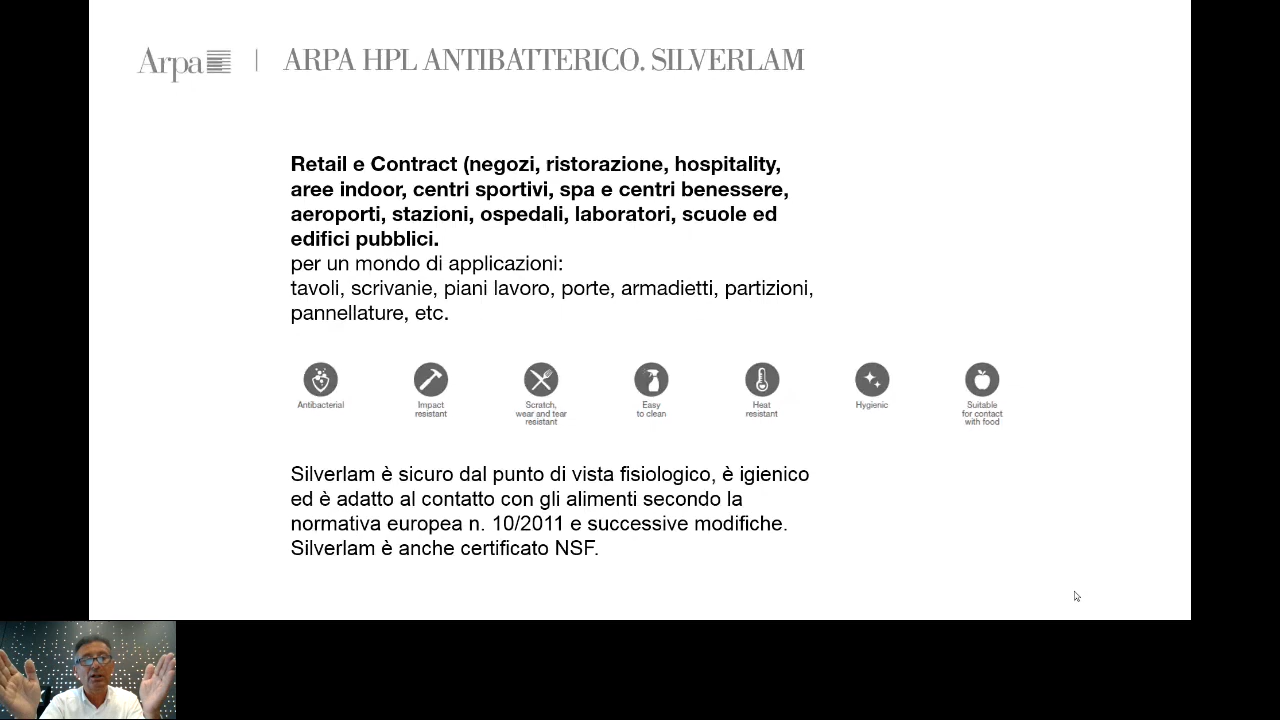 Arpa | ARPA HPL ANTIBATTERICO. SILVERLAM
Retail e Contract (negozi, ristorazione, hospitality,
aree indoor, centri sportivi, spa e centri benessere,
aeroporti, stazioni, ospedali, laboratori, scuole ed
edifici pubblici.
per un mondo di applicazioni:
tavoli, scrivanie, piani lavoro, porte, armadietti, partizioni,
pannellature, etc.
Antibacterial
Impact
resistant
Scratch,
wear and tear
resistant
Easy
to clean
Heat
resistant
Hygienic
Suitable
for contact
with food
Silverlam è sicuro dal punto di vista fisiologico, è igienico
ed è adatto al contatto con gli alimenti secondo la
normativa europea n. 10/2011 e successive modifiche.
Silverlam è anche certificato NSF.